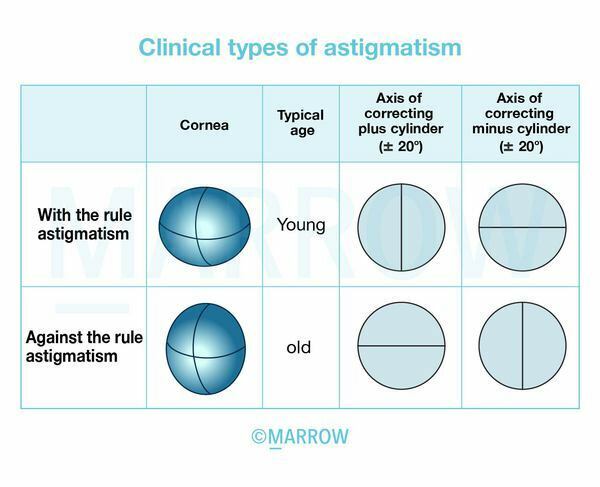 Clinical types of astigmatism
Cornea
Typical
age
Axis of
correcting
plus cylinder
(± 20°)
Axis of
correcting
minus cylinder
(± 20°)
With the rule
astigmatism
Young
Against the rule
astigmatism
old
MARROW
©MARROW